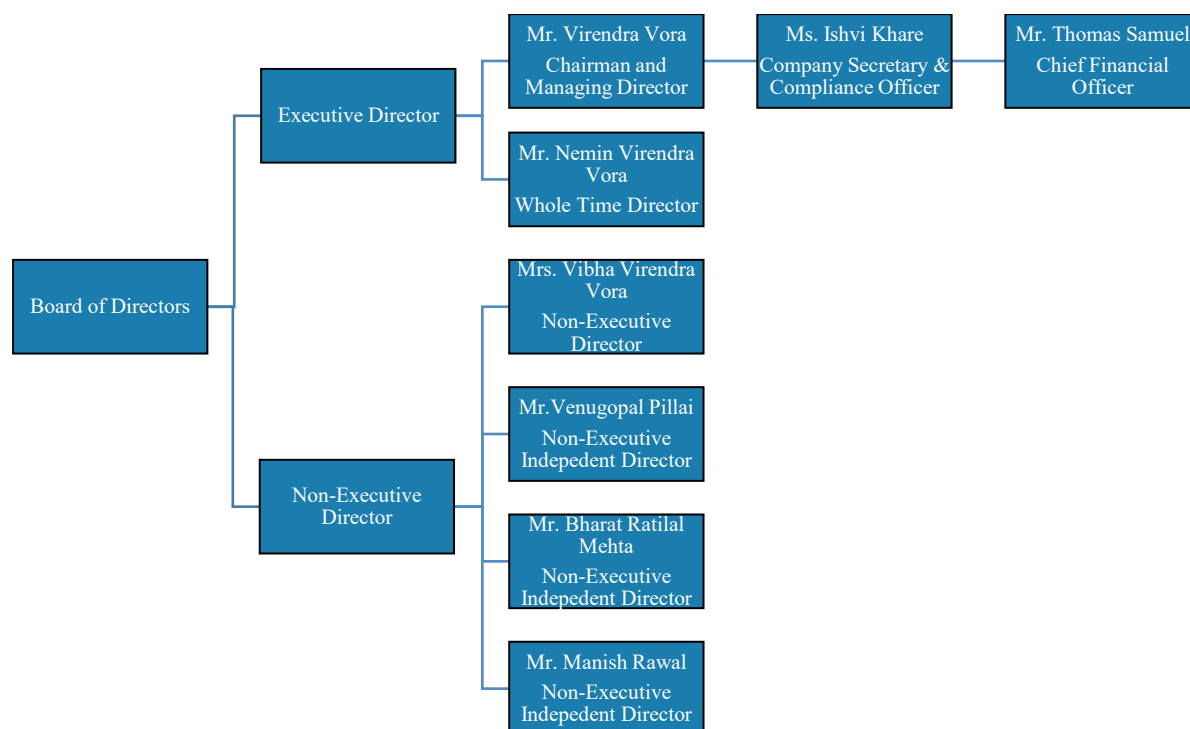 Board of Directors
Executive Director
Mr. Virendra Vora
Chairman and
Managing Director
Ms. Ishvi Khare
Company Secretary &
Compliance Officer
Mr. Thomas Samuel
Chief Financial
Officer
Mr. Nemin Virendra
Vora
Whole Time Director
Non-Executive
Director
Mrs. Vibha Virendra
Vora
Non-Executive
Director
Mr.Venugopal Pillai
Non-Executive
Indepedent Director
Mr. Bharat Ratilal
Mehta
Non-Executive
Indepedent Director
Mr. Manish Rawal
Non-Executive
Indepedent Director